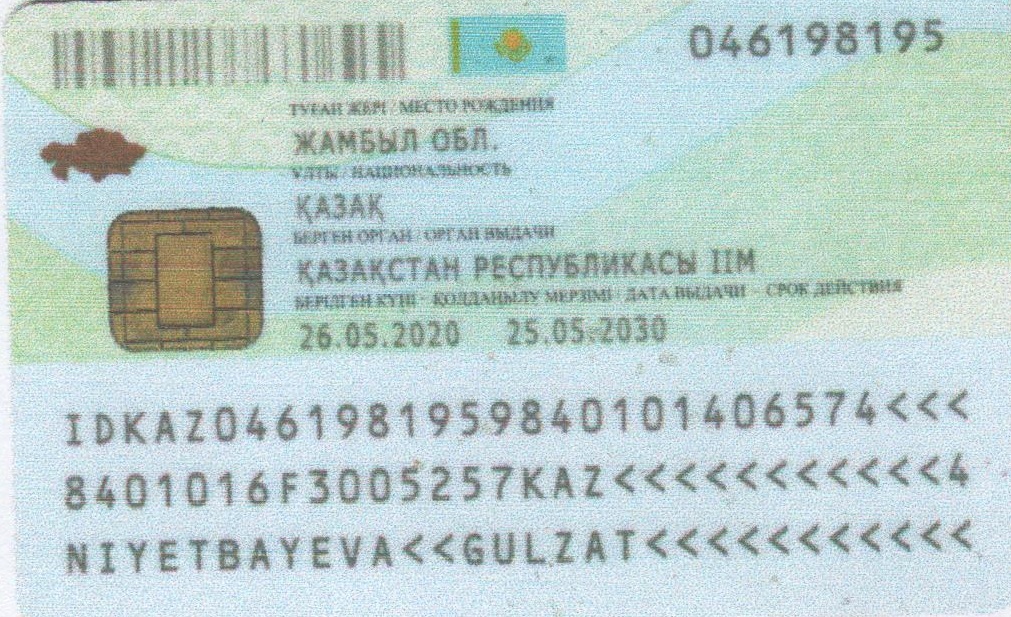 046198195
ТУҒАН ЖЕРІ / МЕСТО РОЖДЕНИЯ
ЖАМБЫЛ ОБЛ.
ҰЛТЫ / НАЦИОНАЛЬНОСТЬ
ҚАЗАҚ
БЕРГЕН ОРГАН / ОРГАН ВЫДАЧИ
ҚАЗАҚСТАН РЕСПУБЛИКАСЫ ІІМ
БЕРІЛГЕН КҮНІ - ҚОЛДАНЫЛУ МЕРЗІМІ / ДАТА ВЫДАЧИ - СРОК ДЕЙСТВИЯ
26.05.2020 25.05.2030
IDKAZ0461981959840101406574<<<
8401016F3005257KAZ<<<<<<<<<<<4
NIYETBAYEVA<<GULZAT<<<<<<<<<<<